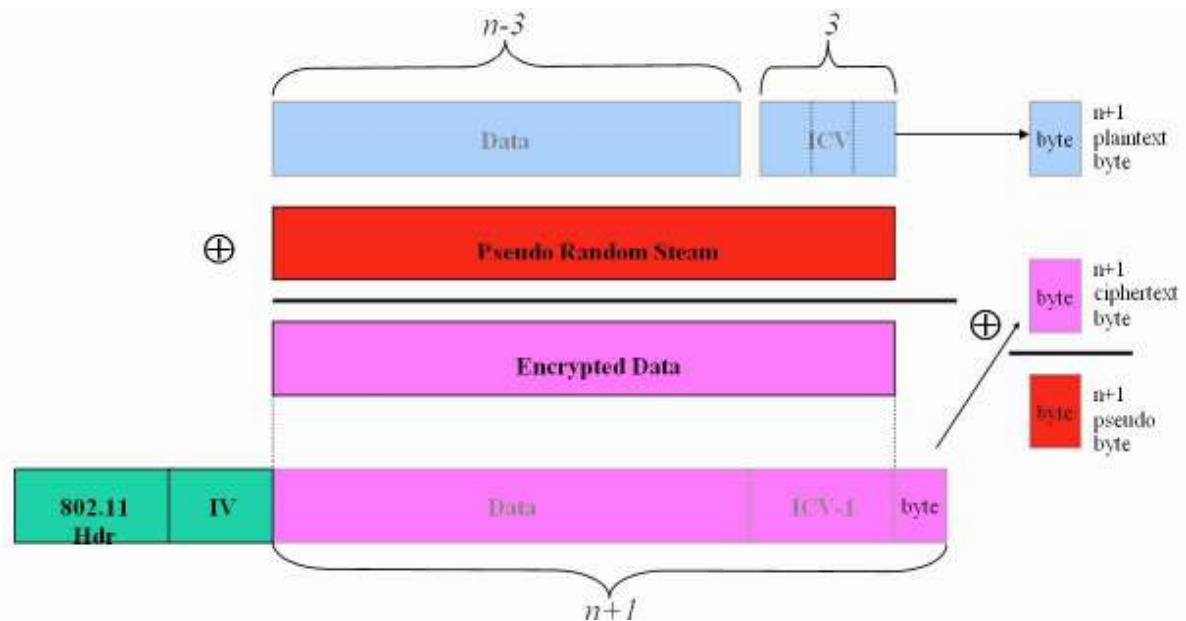 n-3
3
Data
ICV
byte
n+1
plaintext
byte
Pseudo Random Steam
byte
n+1
ciphertext
byte
Encrypted Data
byte
n+1
pseudo
byte
802.11
Hdr
IV
Data
ICV-1
byte
n+1